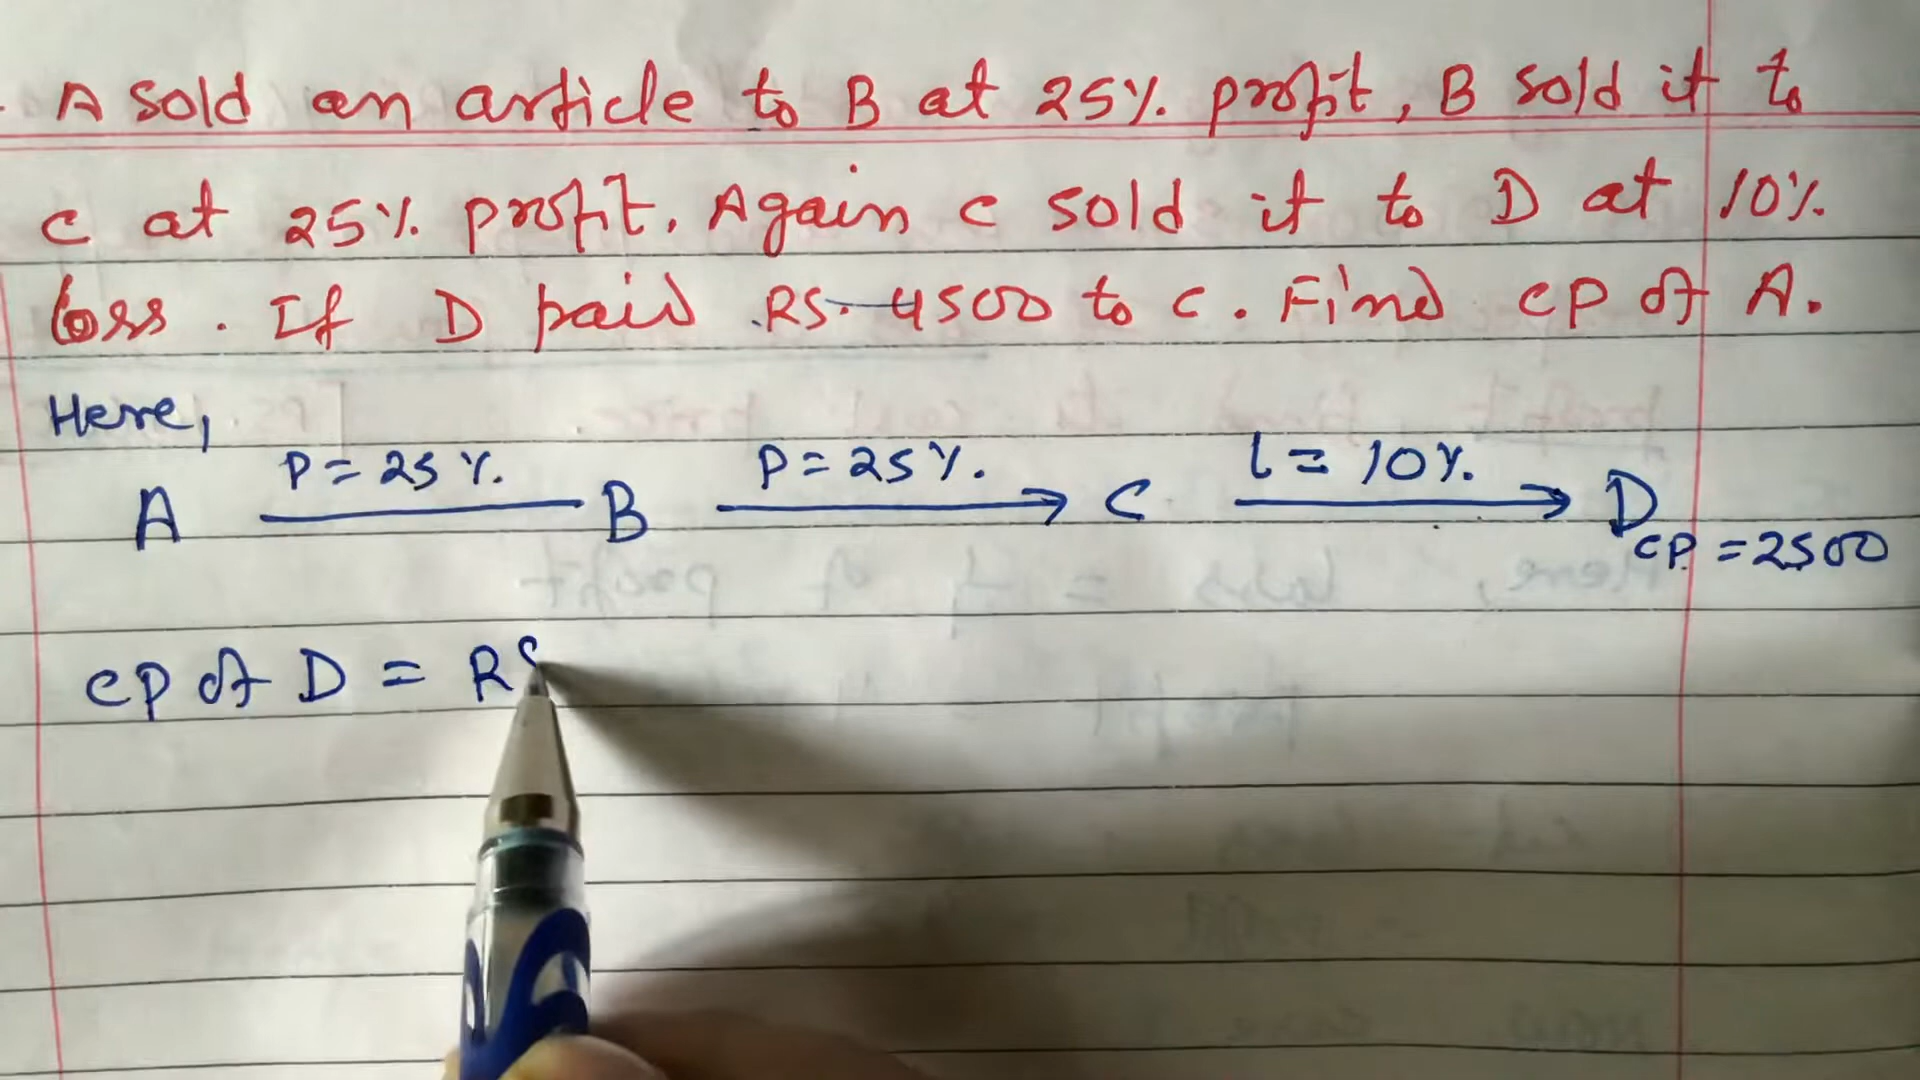 A sold an article to B at 25% profit, B sold it to
C at 25% profit. Again C sold it to D at 10%
loss. If D paid RS. 4500 to C. Find CP of A.
Here,
P = 25%. P = 25%. l = 10%.
A B C D
CP = 2500
CP of D = RS